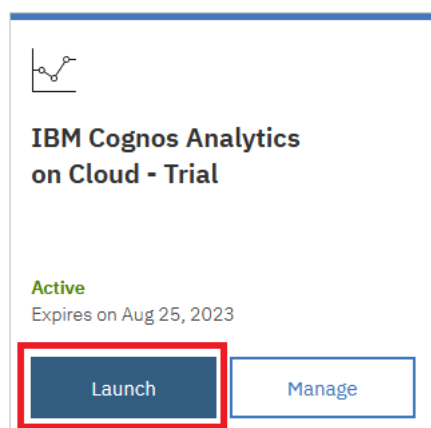 IBM Cognos Analytics
on Cloud - Trial
Active
Expires on Aug 25, 2023
Launch
Manage